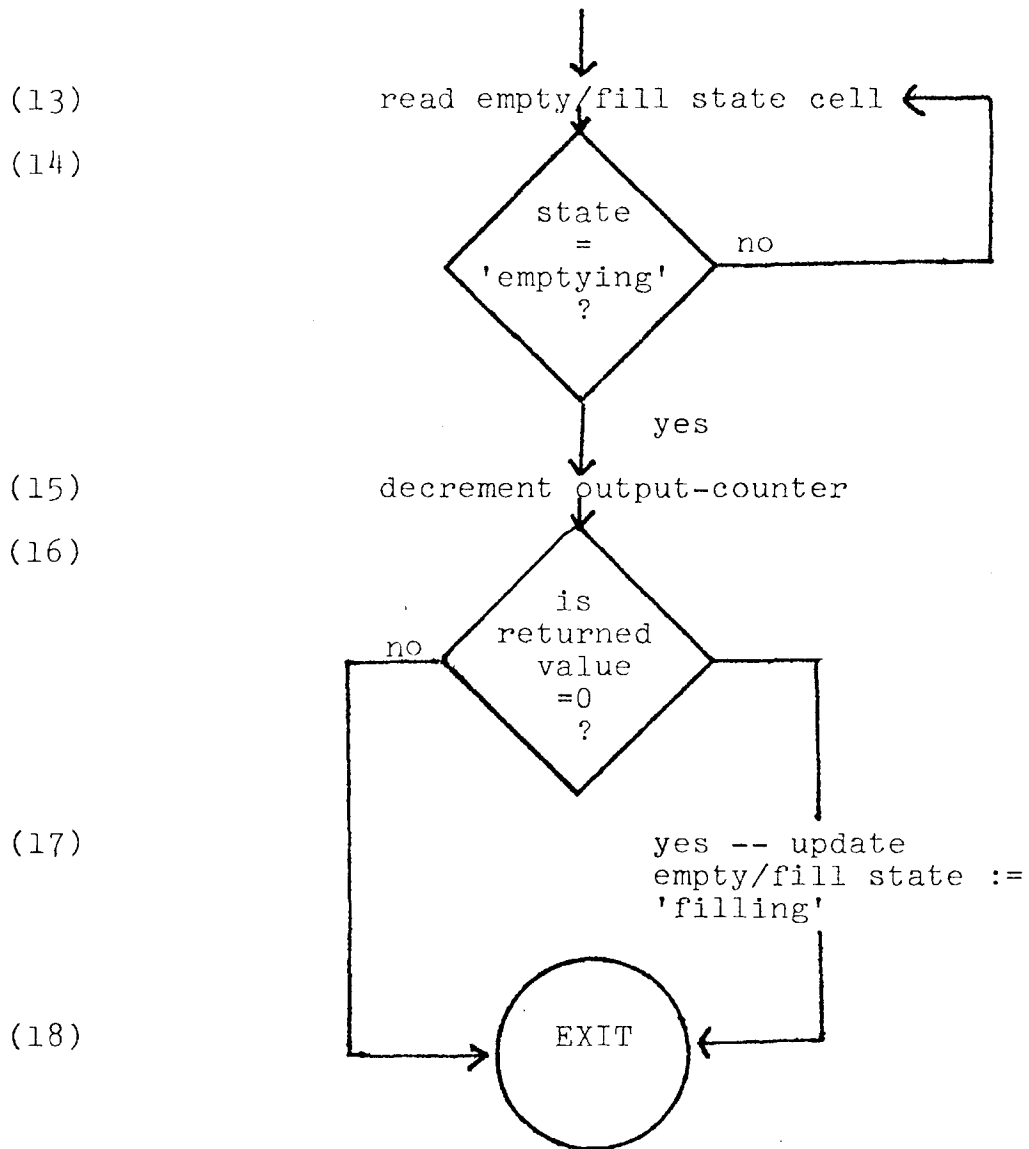 (13) read empty/fill state cell
(14)
state
=
'emptying'
?
no
yes
(15) decrement output-counter
(16)
is
returned
value
=0
?
no
(17) yes -- update
empty/fill state :=
'filling'
(18) EXIT